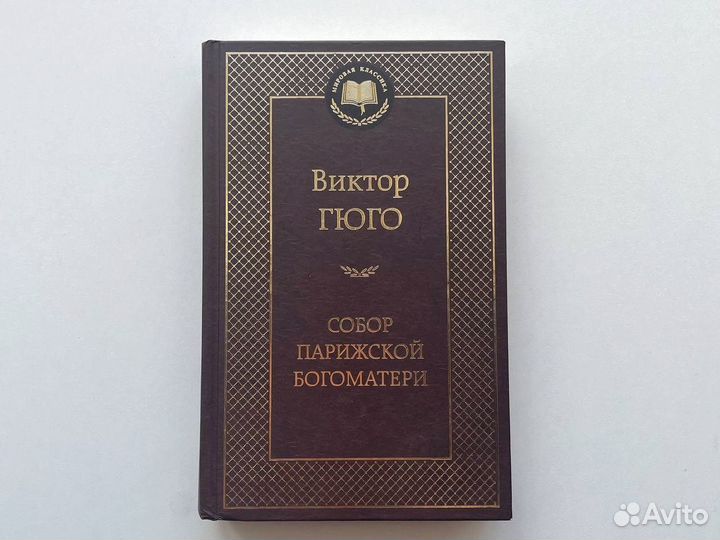 МИРОВАЯ КЛАССИКА
Виктор
ГЮГО
СОБОР
ПАРИЖСКОЙ
БОГОМАТЕРИ
Avito